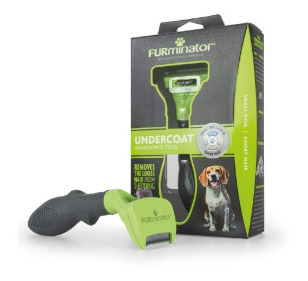 FURminator
UNDERCOAT
DESHEDDING TOOL
REMOVES
THE LOOSE
HAIR FROM
SHEDDING
SMALL DOG | SHORT HAIR
FURminator